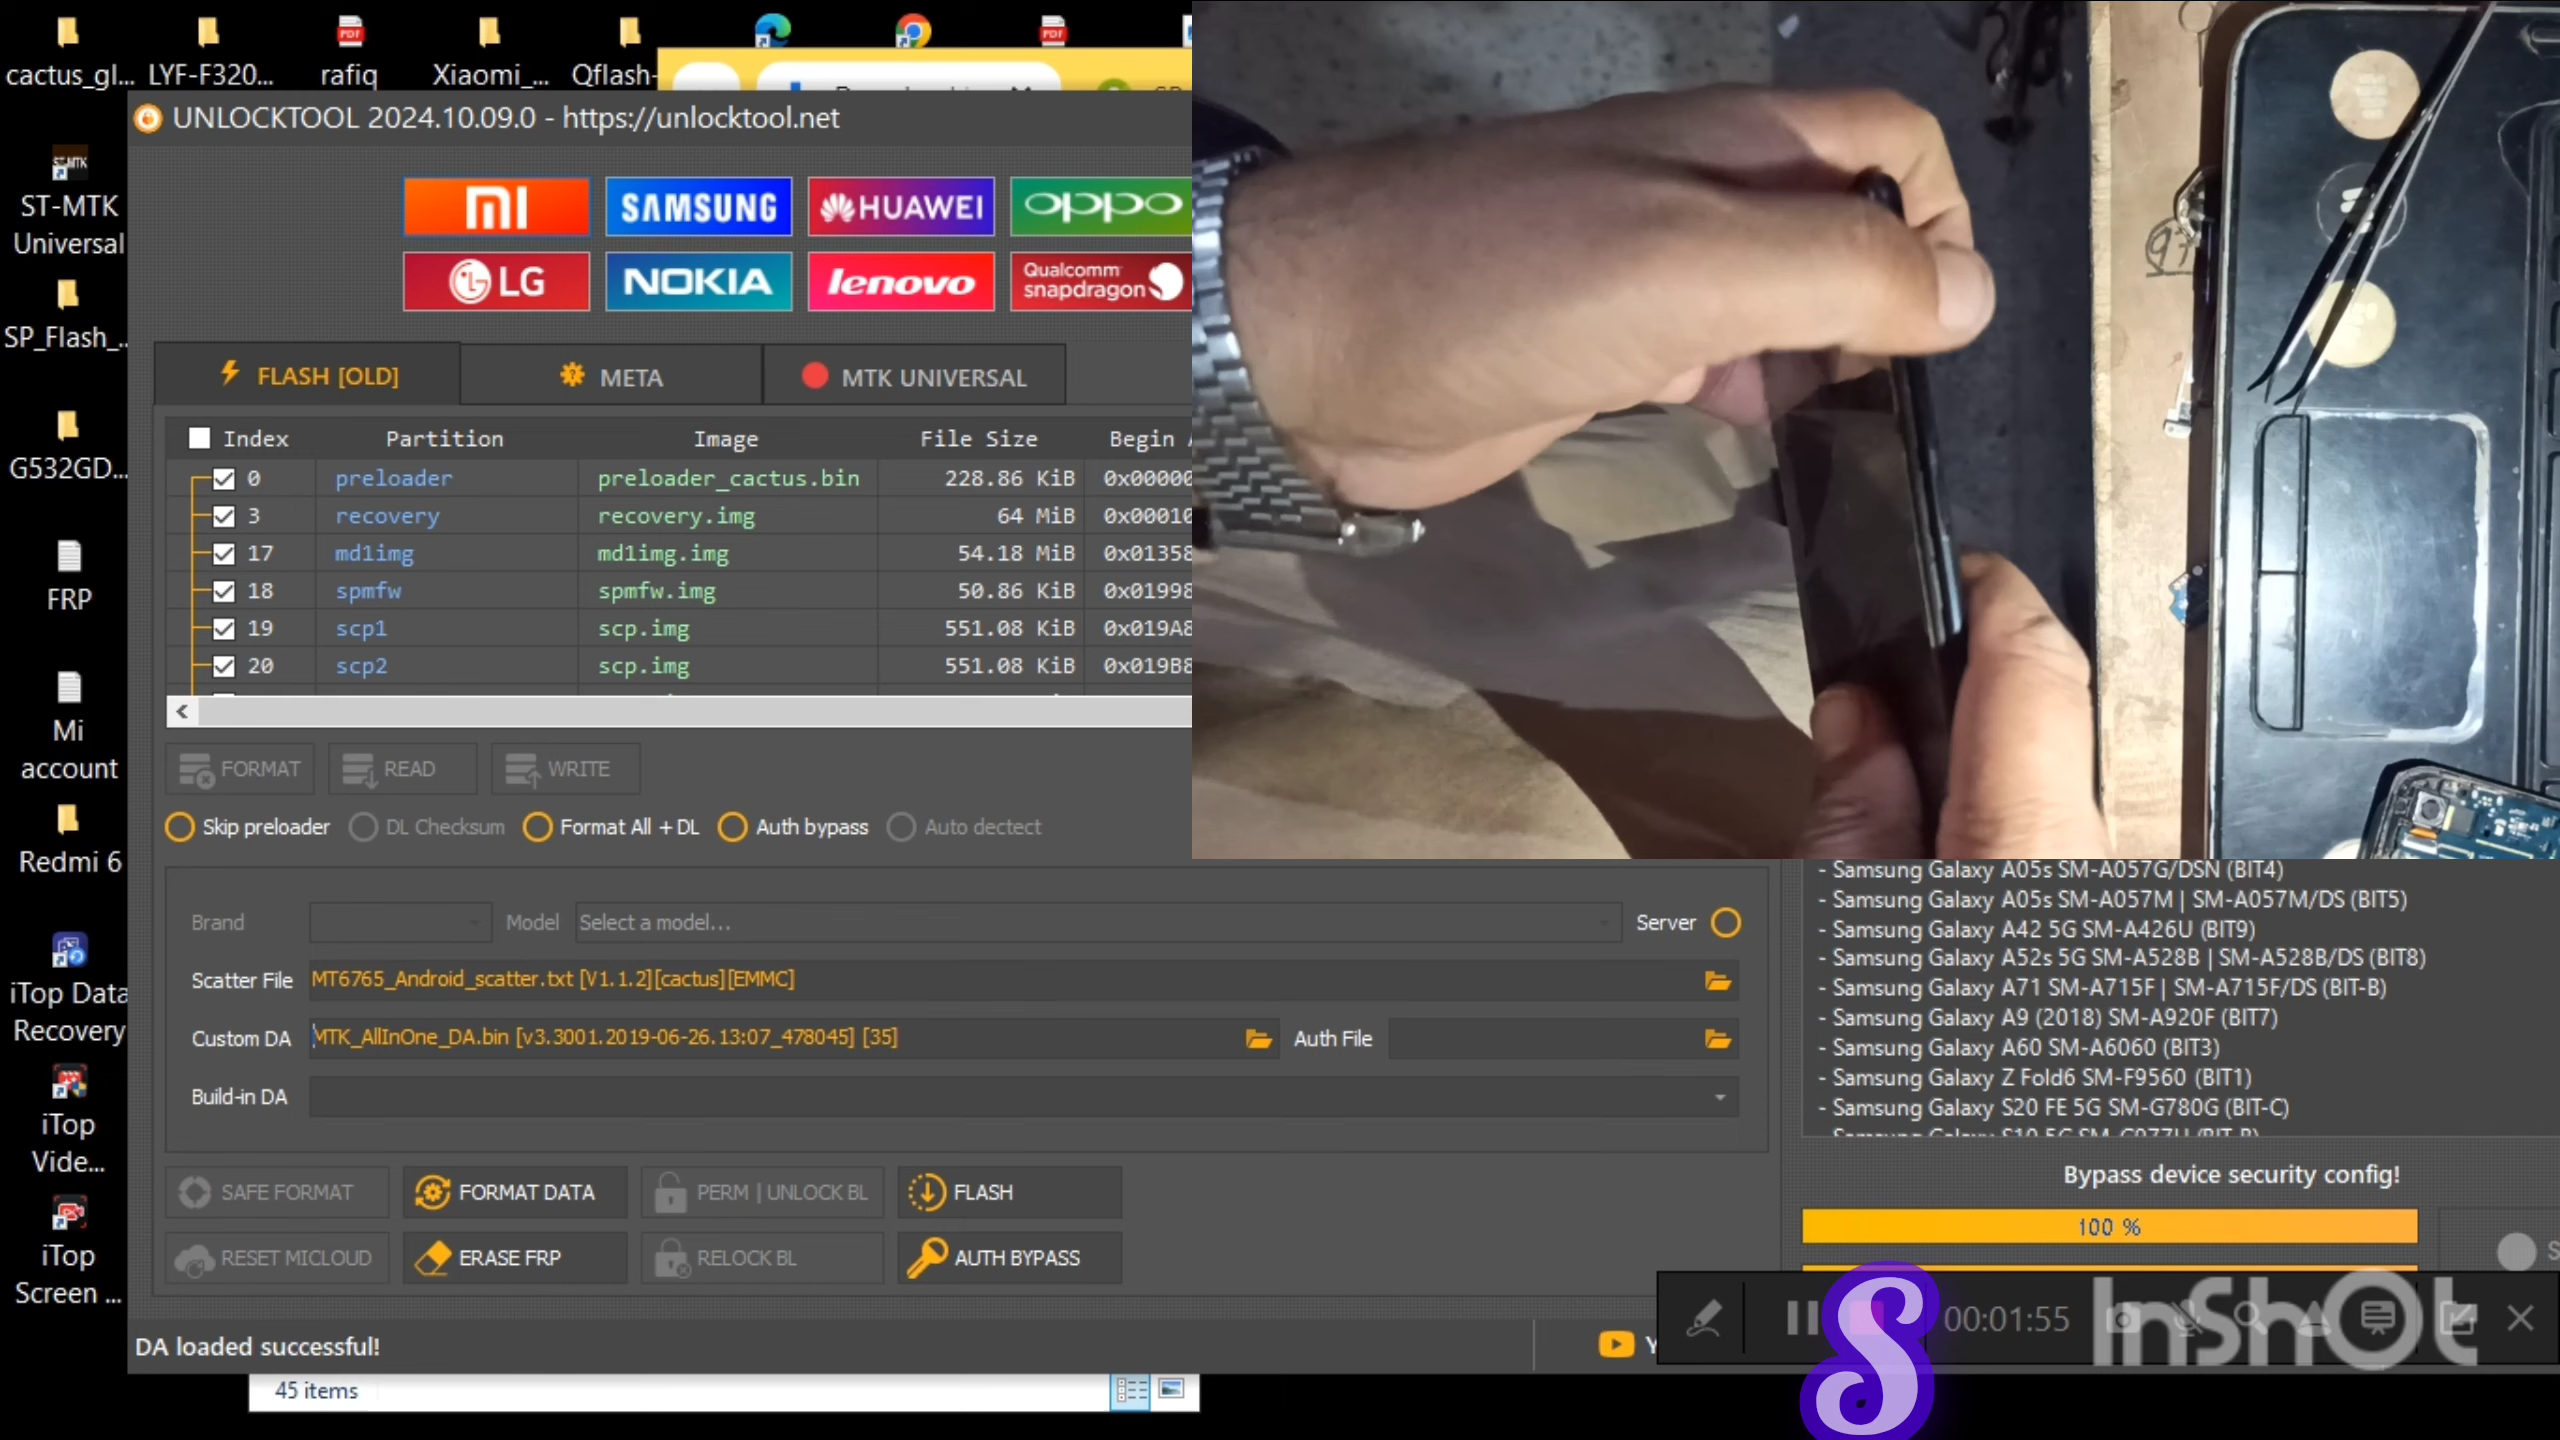 cactus_gl...
LYF-F320...
rafiq
Xiaomi_...
Qflash-
PDF
PDF
UNLOCKTOOL 2024.10.09.0 - https://unlocktool.net
ST-MTK
Universal
SP_Flash_...
G532GD...
FRP
Mi
account
Redmi 6
iTop Data
Recovery
iTop
Vide...
iTop
Screen ...
SAMSUNG
HUAWEI
oppo
LG
NOKIA
lenovo
Qualcomm
snapdragon
FLASH [OLD]
META
MTK UNIVERSAL
Index Partition Image File Size Begin
0 preloader preloader_cactus.bin 228.86 KiB 0x00000
3 recovery recovery.img 64 MiB 0x00010
17 md1img md1img.img 54.18 MiB 0x01358
18 spmfw spmfw.img 50.86 KiB 0x01998
19 scp1 scp.img 551.08 KiB 0x019A8
20 scp2 scp.img 551.08 KiB 0x019B8
FORMAT READ WRITE
Skip preloader DL Checksum Format All + DL Auth bypass Auto dectect
Brand Model Select a model... Server
Scatter File MT6765_Android_scatter.txt [V1.1.2][cactus][EMMC]
Custom DA MTK_AllInOne_DA.bin [v3.3001.2019-06-26.13:07_478045] [35] Auth File
Build-in DA
SAFE FORMAT FORMAT DATA PERM | UNLOCK BL FLASH
RESET MICLOUD ERASE FRP RELOCK BL AUTH BYPASS
DA loaded successful!
45 items
- Samsung Galaxy A05s SM-A057G/DSN (BIT4)
- Samsung Galaxy A05s SM-A057M | SM-A057M/DS (BIT5)
- Samsung Galaxy A42 5G SM-A426U (BIT9)
- Samsung Galaxy A52s 5G SM-A528B | SM-A528B/DS (BIT8)
- Samsung Galaxy A71 SM-A715F | SM-A715F/DS (BIT-B)
- Samsung Galaxy A9 (2018) SM-A920F (BIT7)
- Samsung Galaxy A60 SM-A6060 (BIT3)
- Samsung Galaxy Z Fold6 SM-F9560 (BIT1)
- Samsung Galaxy S20 FE 5G SM-G780G (BIT-C)
Bypass device security config!
100 %
00:01:55
S
InShOt